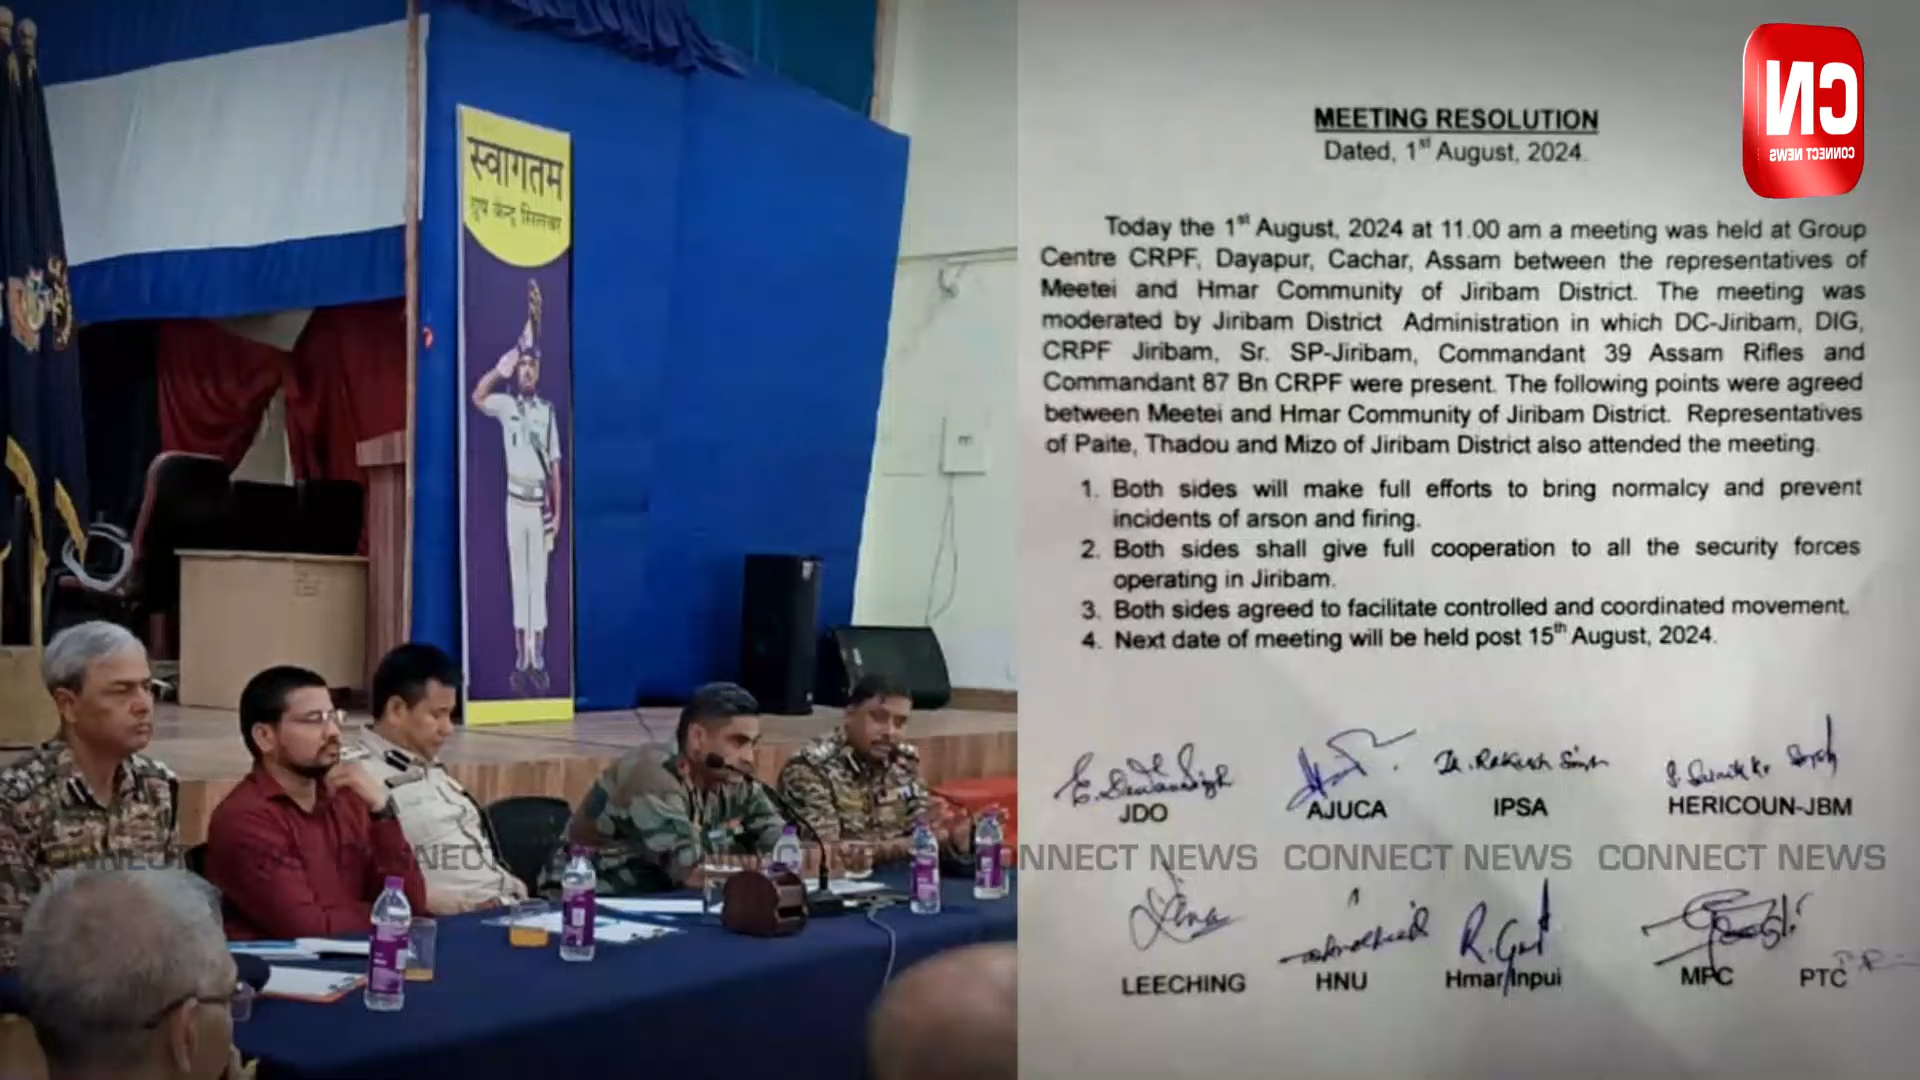 स्वागतम
ग्रुप केन्द्र सिलचर
CN
CONNECT NEWS
MEETING RESOLUTION
Dated, 1st August, 2024.
Today the 1st August, 2024 at 11.00 am a meeting was held at Group
Centre CRPF, Dayapur, Cachar, Assam between the representatives of
Meetei and Hmar Community of Jiribam District. The meeting was
moderated by Jiribam District Administration in which DC-Jiribam, DIG,
CRPF Jiribam, Sr. SP-Jiribam, Commandant 39 Assam Rifles and
Commandant 87 Bn CRPF were present. The following points were agreed
between Meetei and Hmar Community of Jiribam District. Representatives
of Paite, Thadou and Mizo of Jiribam District also attended the meeting.
1. Both sides will make full efforts to bring normalcy and prevent
incidents of arson and firing.
2. Both sides shall give full cooperation to all the security forces
operating in Jiribam.
3. Both sides agreed to facilitate controlled and coordinated movement.
4. Next date of meeting will be held post 15th August, 2024.
JDO AJUCA IPSA HERICOUN-JBM
CONNECT NEWS CONNECT NEWS CONNECT NEWS CONNECT NEWS CONNECT NEWS
LEECHING HNU Hmar Inpui MPC PTC